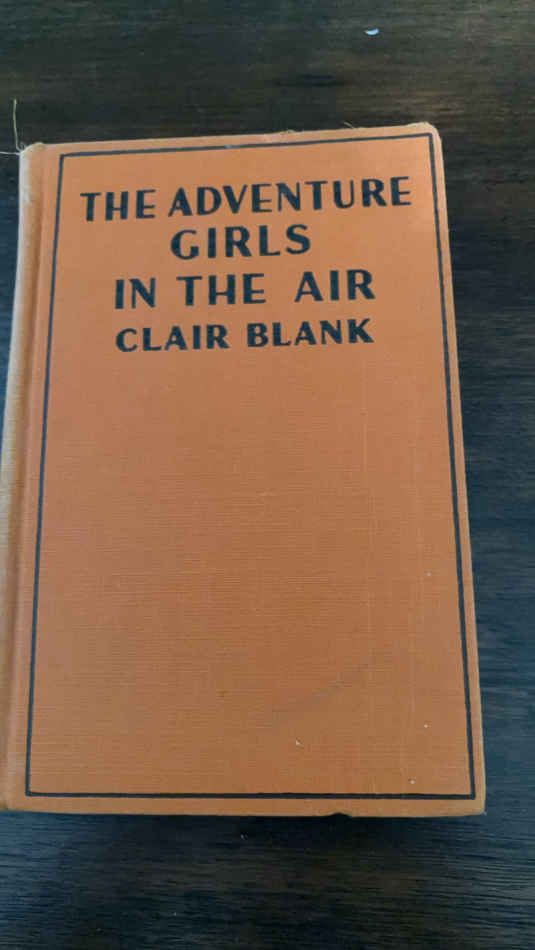 THE ADVENTURE
GIRLS
IN THE AIR
CLAIR BLANK